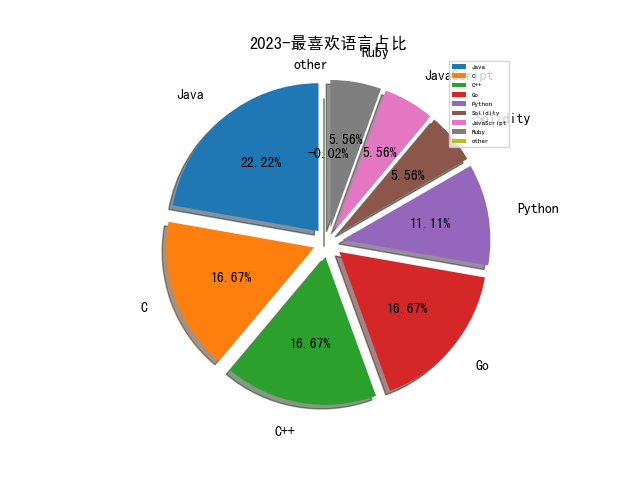 2023-最喜欢语言占比
Ruby
other
Java
JavaScript
Solidity
Python
Go
C++
C
22.22%
16.67%
16.67%
16.67%
11.11%
5.56%
5.56%
5.56%
-0.02%
Java
C
C++
Go
Python
Solidity
JavaScript
Ruby
other